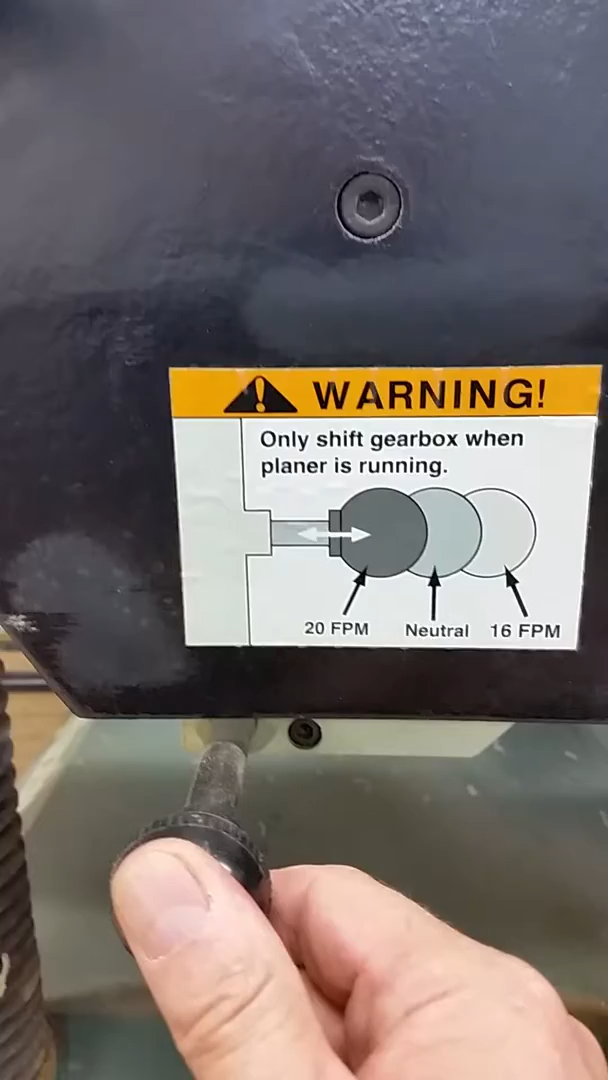 WARNING!
Only shift gearbox when
planer is running.
20 FPM Neutral 16 FPM